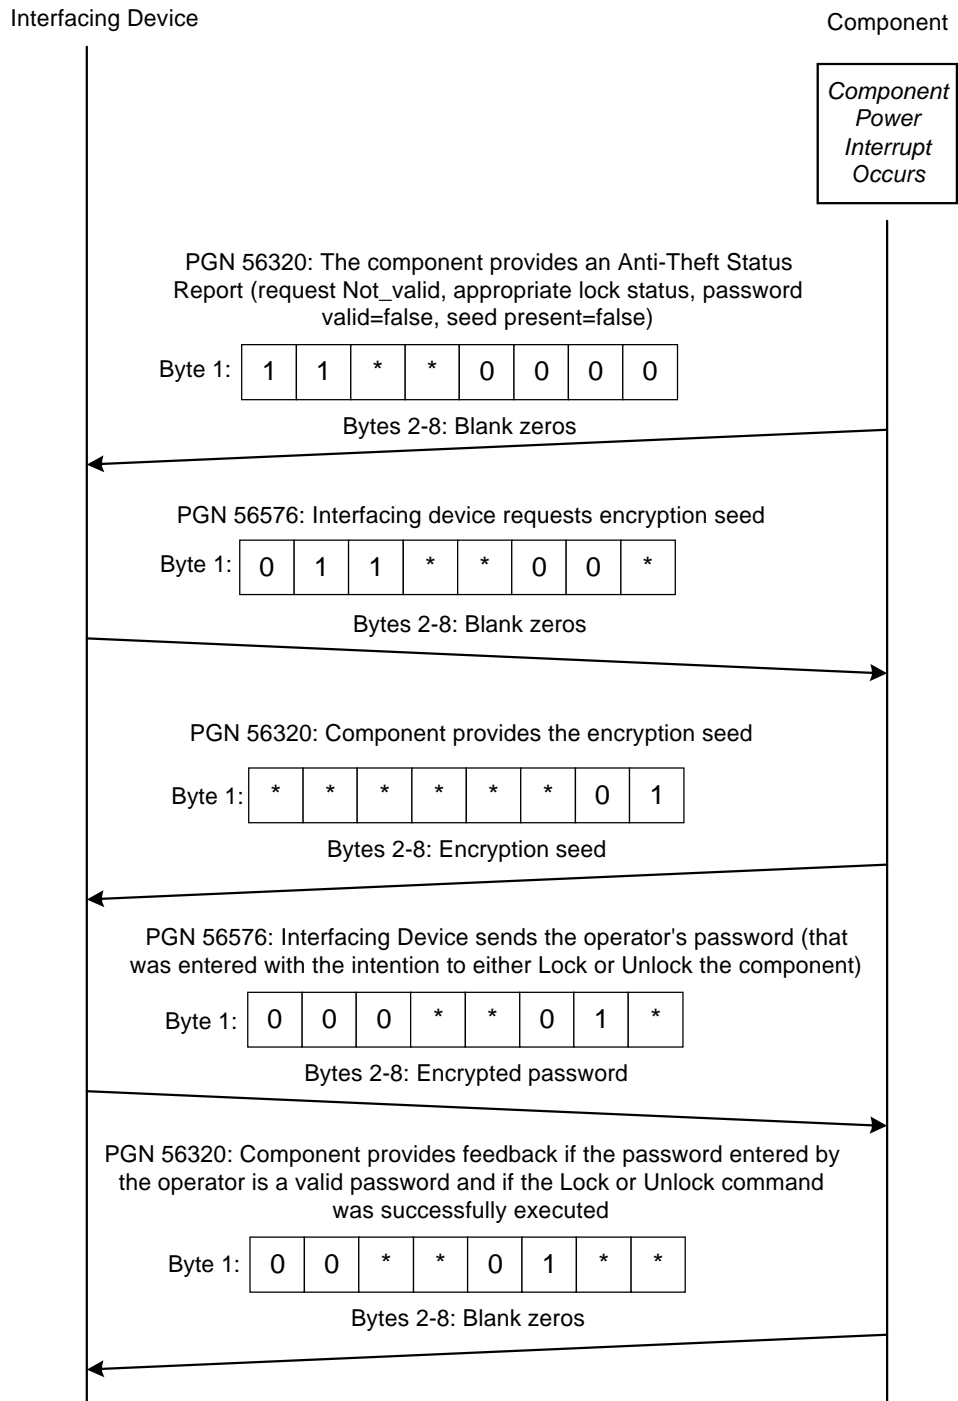 Interfacing Device
Component
Component
Power
Interrupt
Occurs
PGN 56320: The component provides an Anti-Theft Status
Report (request Not_valid, appropriate lock status, password
valid=false, seed present=false)
Byte 1: 1 1 * * 0 0 0 0
Bytes 2-8: Blank zeros
PGN 56576: Interfacing device requests encryption seed
Byte 1: 0 1 1 * * 0 0 *
Bytes 2-8: Blank zeros
PGN 56320: Component provides the encryption seed
Byte 1: * * * * * * 0 1
Bytes 2-8: Encryption seed
PGN 56576: Interfacing Device sends the operator's password (that
was entered with the intention to either Lock or Unlock the component)
Byte 1: 0 0 0 * * 0 1 *
Bytes 2-8: Encrypted password
PGN 56320: Component provides feedback if the password entered by
the operator is a valid password and if the Lock or Unlock command
was successfully executed
Byte 1: 0 0 * * 0 1 * *
Bytes 2-8: Blank zeros